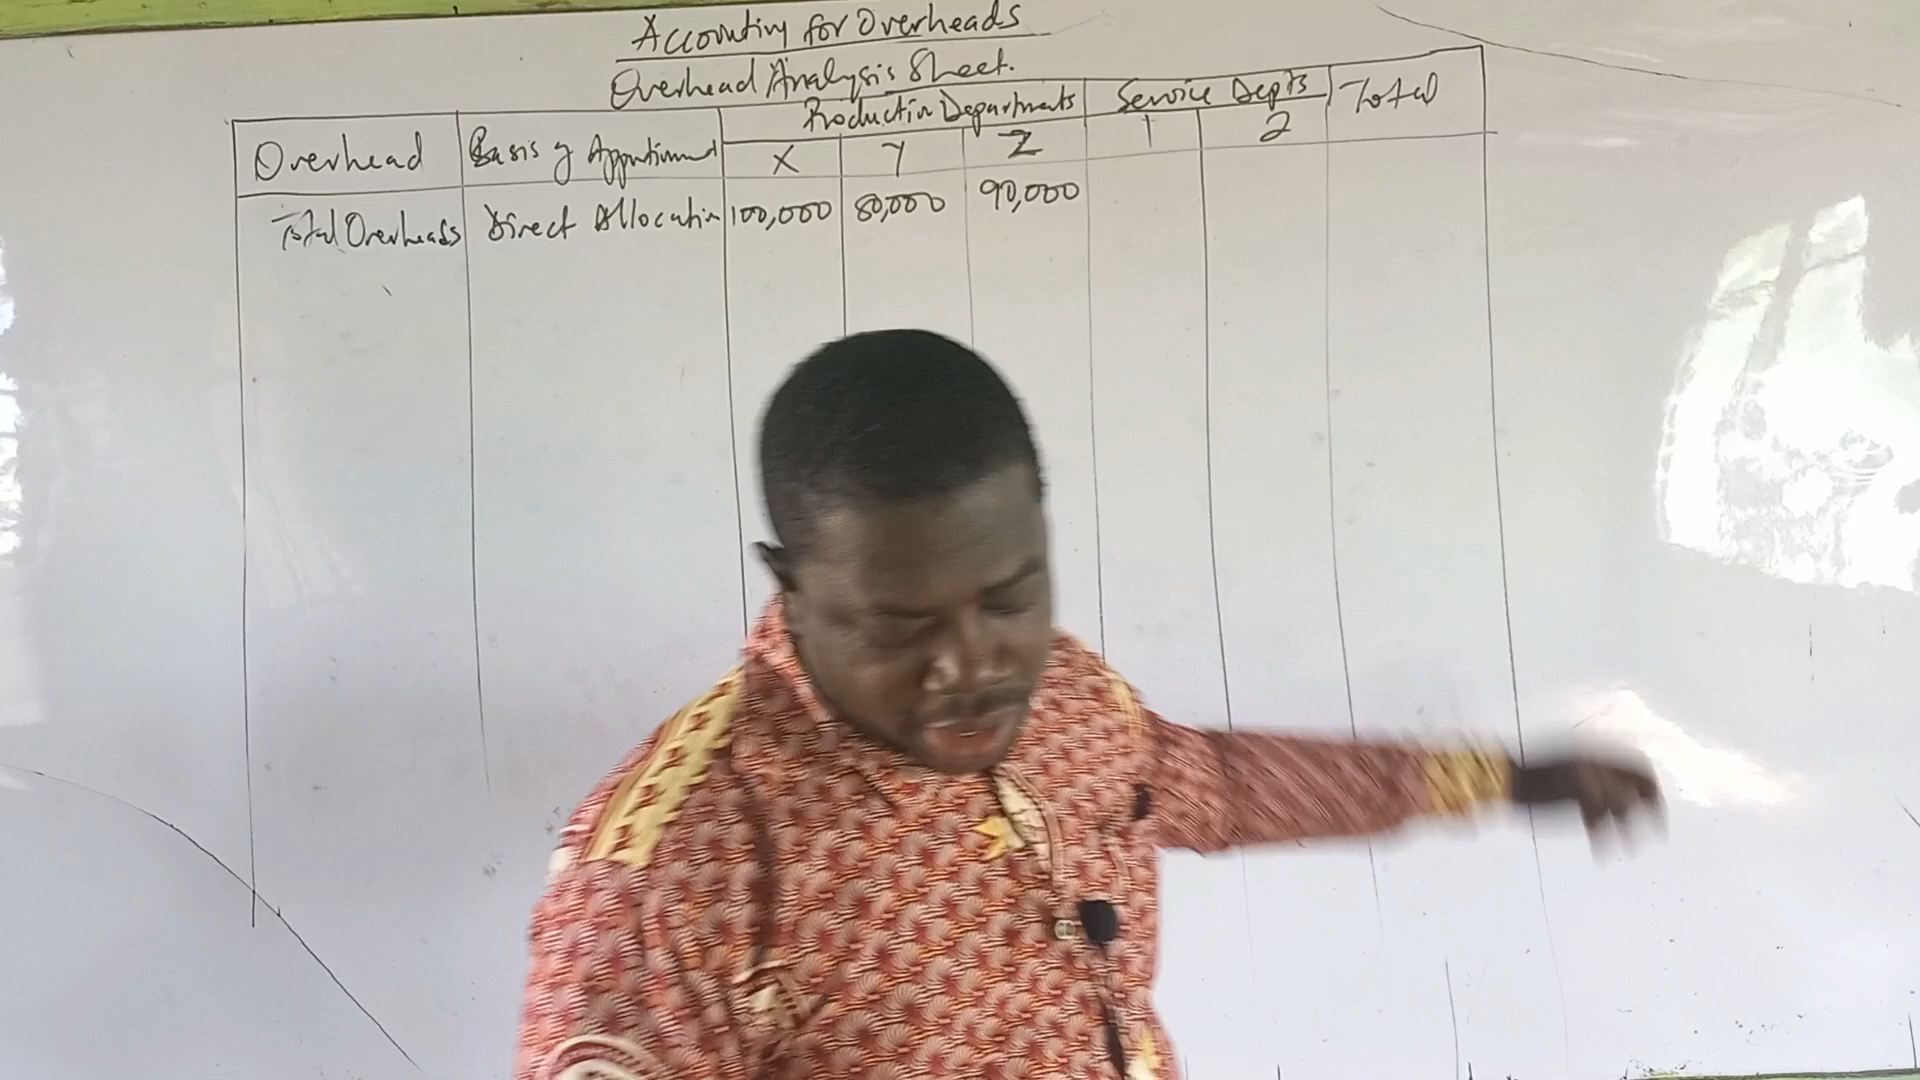 Accounting for Overheads
Overhead Analysis Sheet.
Overhead Basis of Apportionment Production Departments Service Depts Total
X Y Z 1 2
Total Overheads Direct Allocation 100,000 80,000 90,000